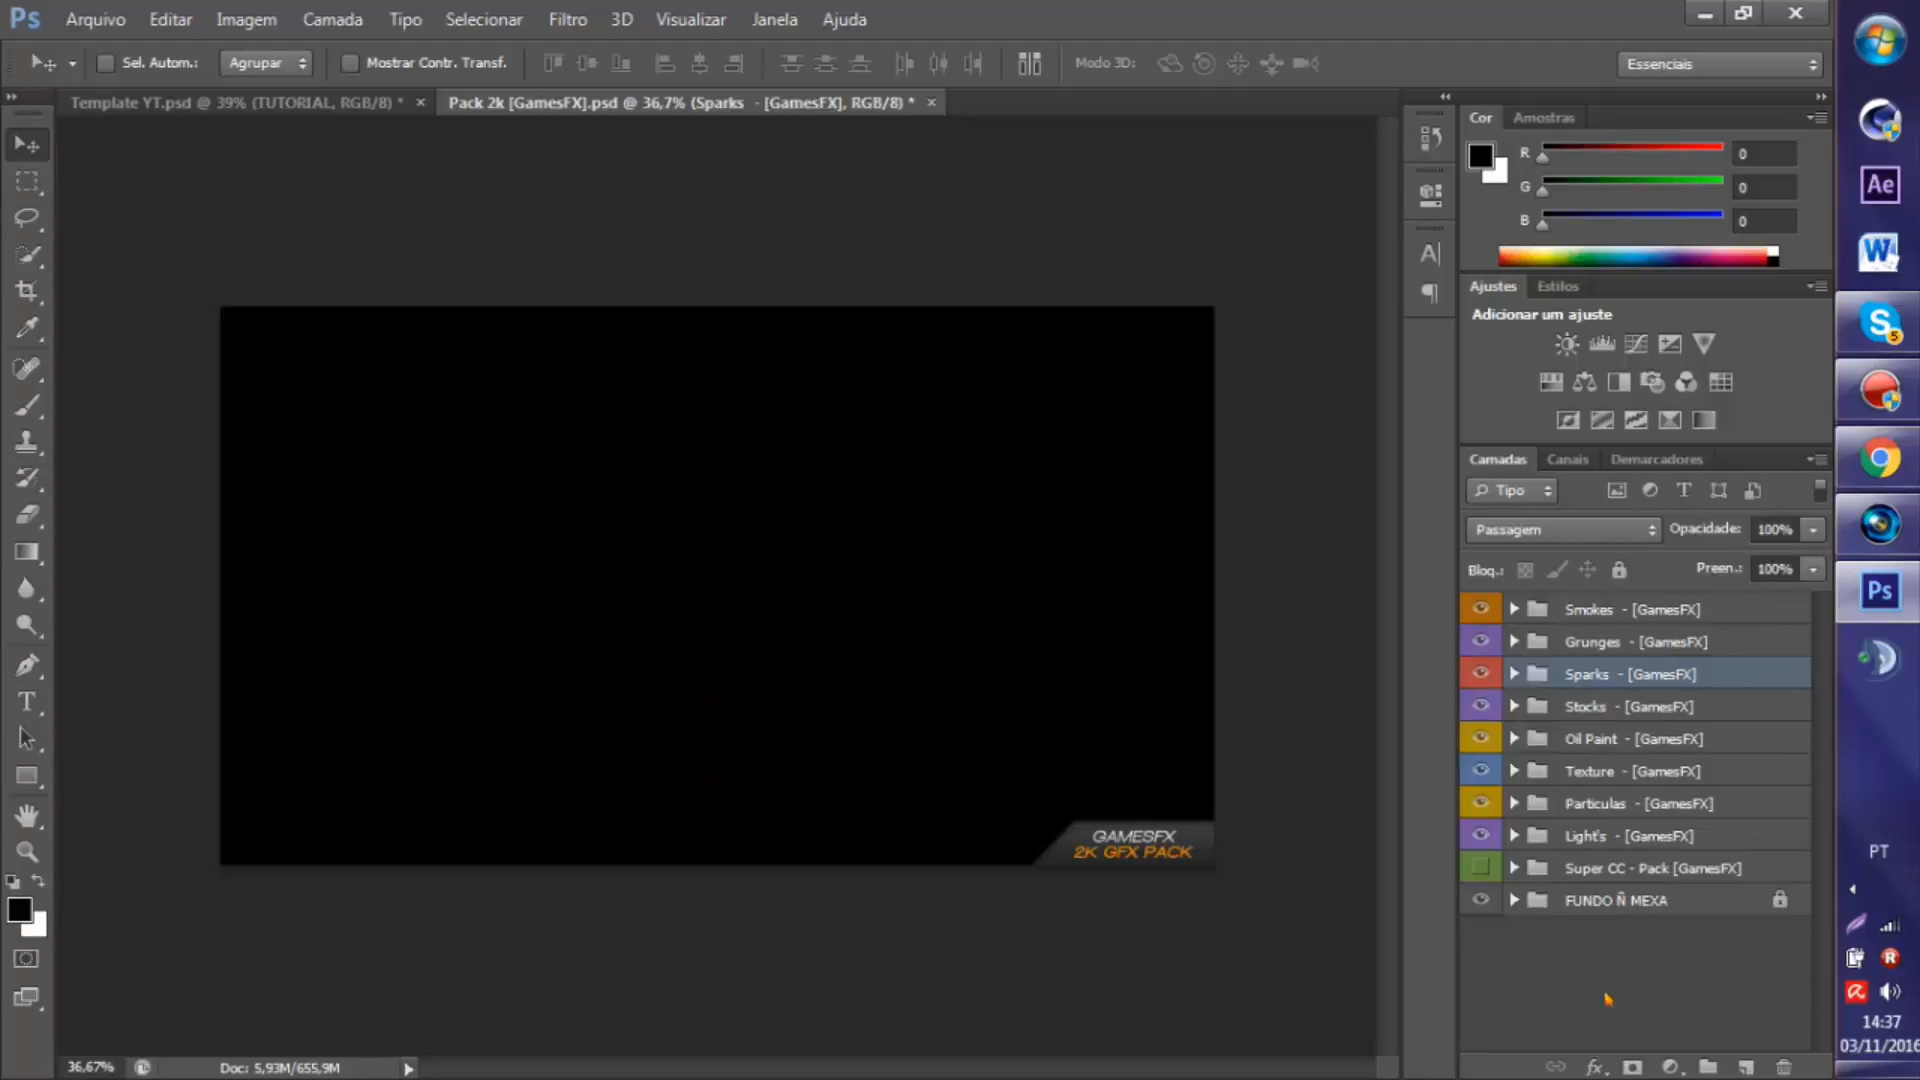 Ps Arquivo Editar Imagem Camada Tipo Selecionar Filtro 3D Visualizar Janela Ajuda
Sel. Autom.: Agrupar Mostrar Contr. Transf. Modo 3D: Essenciais
Template YT.psd @ 39% (TUTORIAL, RGB/8) * × Pack 2k [GamesFX].psd @ 36,7% (Sparks - [GamesFX], RGB/8) * ×
Cor Amostras
R 0
G 0
B 0
Ajustes Estilos
Adicionar um ajuste
Camadas Canais Demarcadores
Tipo
Passagem Opacidade: 100%
Bloq.: Preen.: 100%
Smokes - [GamesFX]
Grunges - [GamesFX]
Sparks - [GamesFX]
Stocks - [GamesFX]
Oil Paint - [GamesFX]
Texture - [GamesFX]
Particulas - [GamesFX]
Light's - [GamesFX]
Super CC - Pack [GamesFX]
FUNDO Ñ MEXA
GAMESFX
2K GFX PACK
36,67% Doc: 5,93M/655,9M
Ae
W
S 5
Ps
PT
R
14:37
03/11/2016